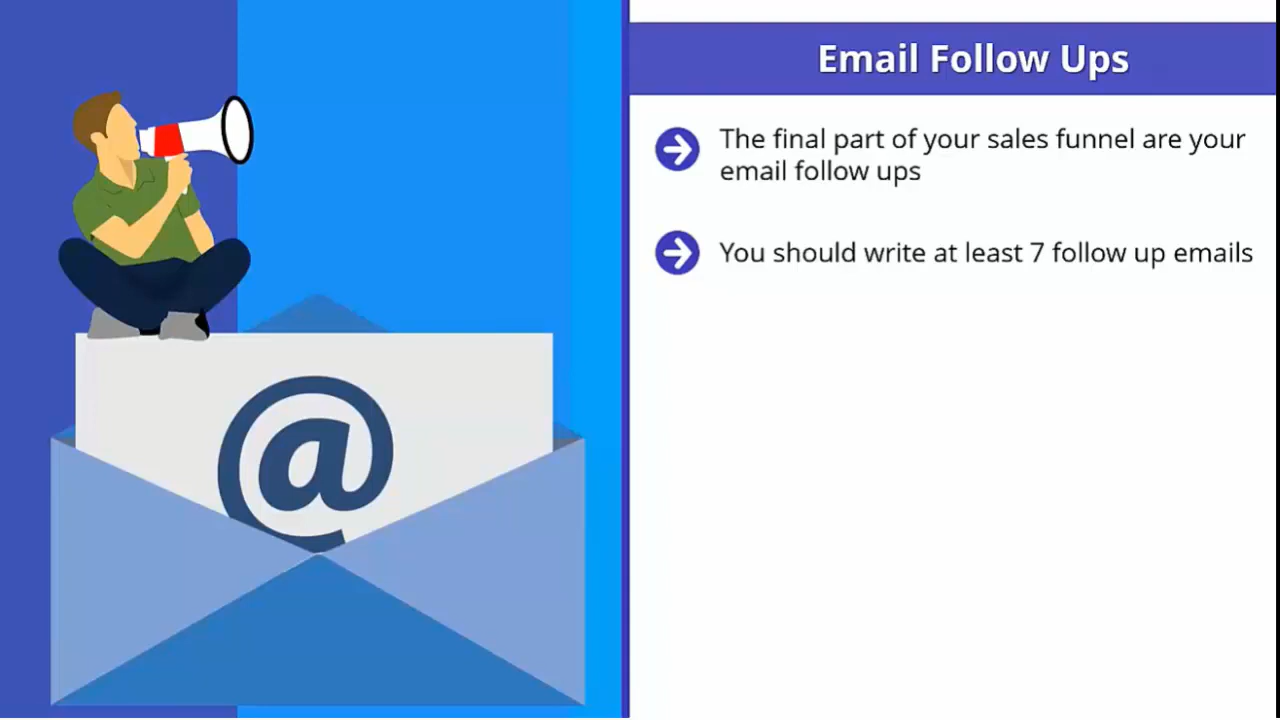 Email Follow Ups
The final part of your sales funnel are your
email follow ups
You should write at least 7 follow up emails
@